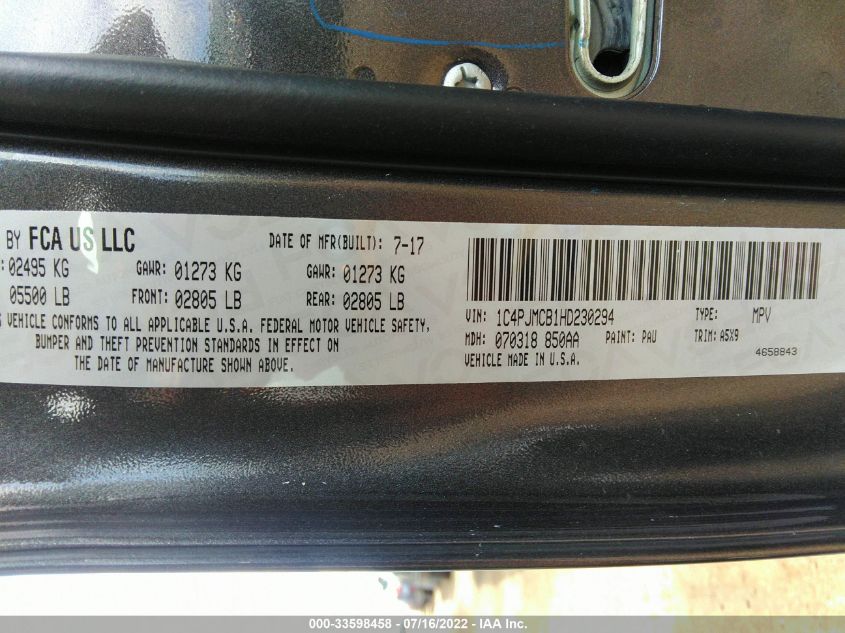 BY FCA US LLC
DATE OF MFR(BUILT): 7-17
02495 KG GAWR: 01273 KG GAWR: 01273 KG
05500 LB FRONT: 02805 LB REAR: 02805 LB
VEHICLE CONFORMS TO ALL APPLICABLE U.S.A. FEDERAL MOTOR VEHICLE SAFETY,
BUMPER AND THEFT PREVENTION STANDARDS IN EFFECT ON
THE DATE OF MANUFACTURE SHOWN ABOVE.
VIN: 1C4PJMCB1HD230294 TYPE: MPV
MDH: 070318 850AA PAINT: PAU TRIM: A5X9
VEHICLE MADE IN U.S.A. 4658843
000-33598458 - 07/16/2022 - IAA Inc.